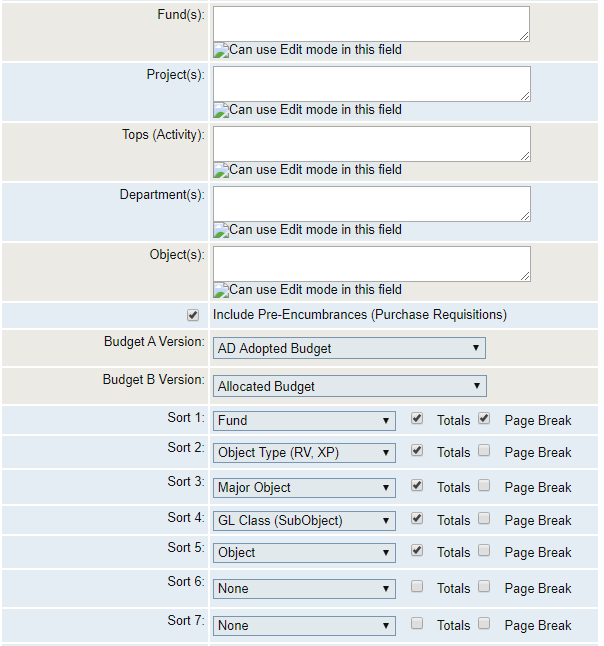 Fund(s):
Can use Edit mode in this field
Project(s):
Can use Edit mode in this field
Tops (Activity):
Can use Edit mode in this field
Department(s):
Can use Edit mode in this field
Object(s):
Can use Edit mode in this field
Include Pre-Encumbrances (Purchase Requisitions)
Budget A Version: AD Adopted Budget
Budget B Version: Allocated Budget
Sort 1: Fund Totals Page Break
Sort 2: Object Type (RV, XP) Totals Page Break
Sort 3: Major Object Totals Page Break
Sort 4: GL Class (SubObject) Totals Page Break
Sort 5: Object Totals Page Break
Sort 6: None Totals Page Break
Sort 7: None Totals Page Break